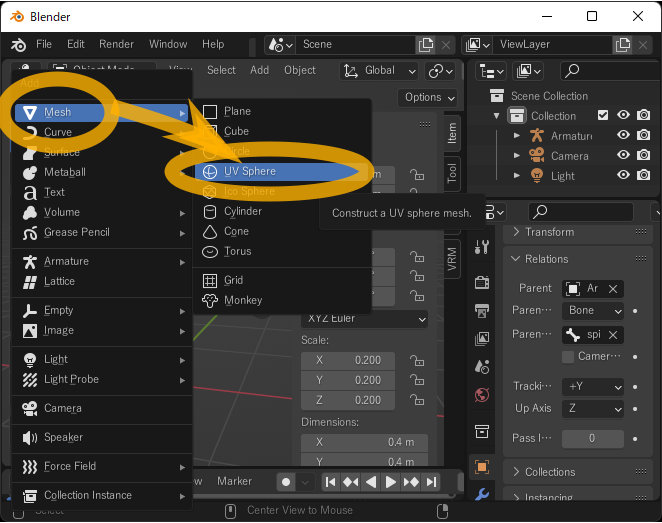 Blender
File Edit Render Window Help
Scene
ViewLayer
Object Mode
View Select Add Object
Global
Options
Add
Mesh
Curve
Surface
Metaball
Text
Volume
Grease Pencil
Armature
Lattice
Empty
Image
Light
Light Probe
Camera
Speaker
Force Field
Collection Instance
Plane
Cube
Circle
UV Sphere
Ico Sphere
Cylinder
Cone
Torus
Grid
Monkey
Construct a UV sphere mesh.
m
Item
Tool
VRM
XYZ Euler
Scale:
X 0.200
Y 0.200
Z 0.200
Dimensions:
X 0.4 m
Y 0.4 m
Marker
Select
Center View to Mouse
Scene Collection
Collection
Armatur
Camera
Light
Transform
Relations
Parent Ar
Paren··· Bone
Paren··· spi
Camer···
Tracki··· +Y
Up Axis Z
Pass I··· 0
Collections
Instancing